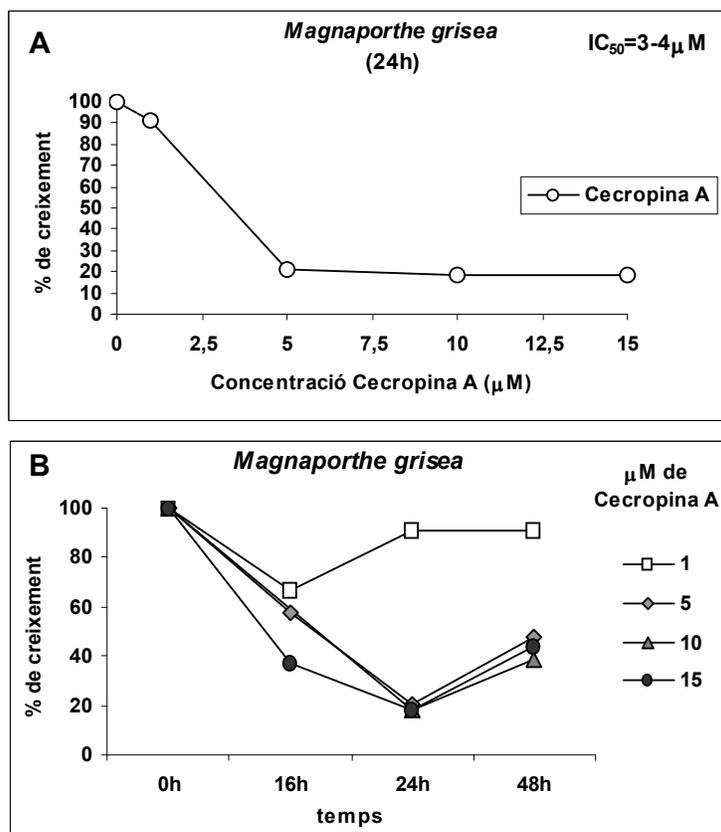 A
Magnaporthe grisea
(24h)
IC50=3-4μM
100
90
80
70
60
50
40
30
20
10
0
% de creixement
0
2,5
5
7,5
10
12,5
15
Concentració Cecropina A (μM)
Cecropina A
B
Magnaporthe grisea
μM de
Cecropina A
100
80
60
40
20
0
% de creixement
0h
16h
24h
48h
temps
1
5
10
15